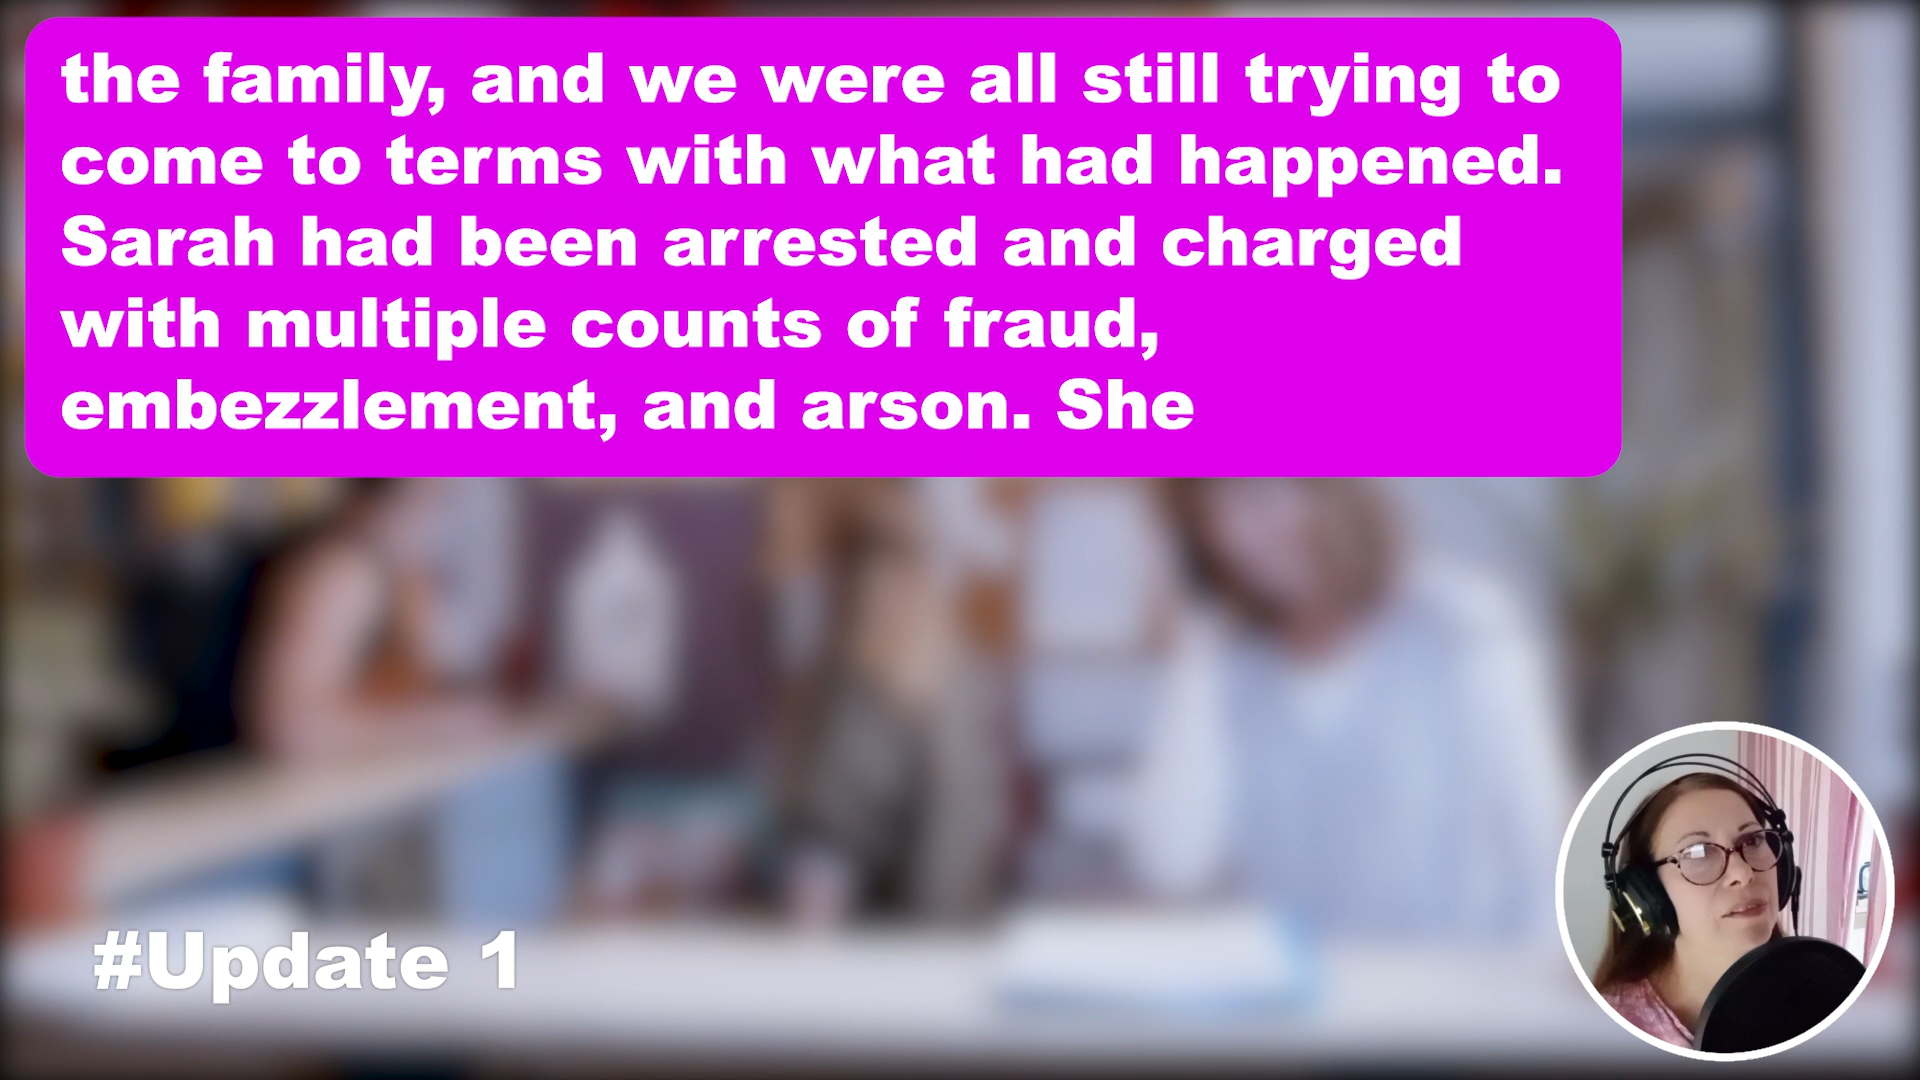 the family, and we were all still trying to
come to terms with what had happened.
Sarah had been arrested and charged
with multiple counts of fraud,
embezzlement, and arson. She
#Update 1